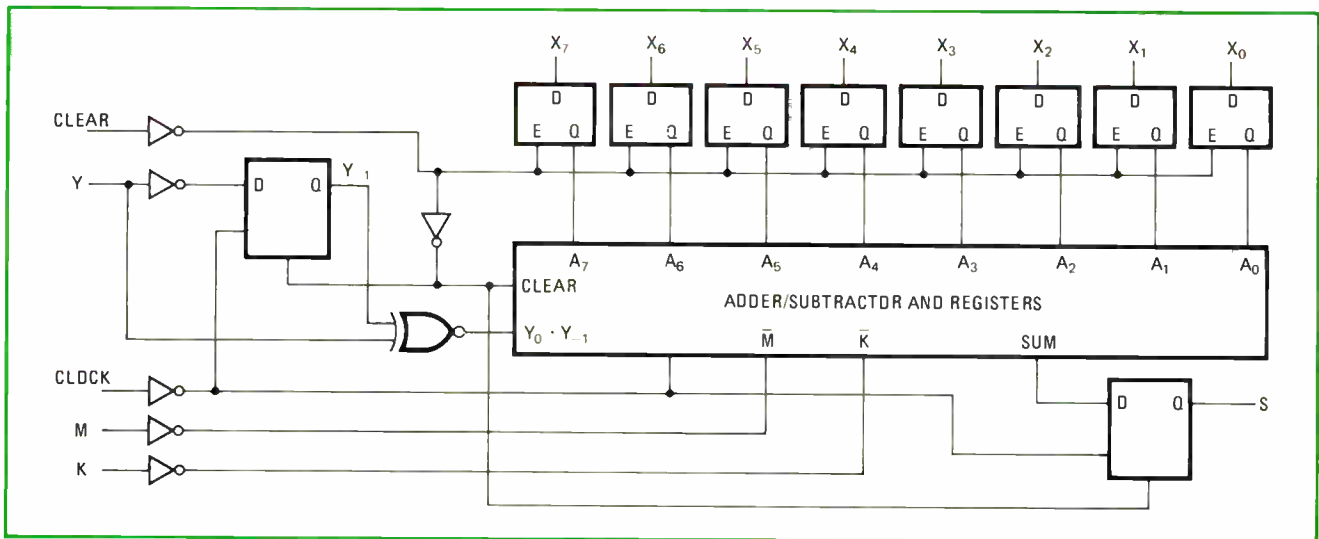 X₇ X₆ X₅ X₄ X₃ X₂ X₁ X₀
D D D D D D D D
CLEAR
E Q E Q E Q E Q E Q E Q E Q E Q
Y D Q Y₋₁
A₇ A₆ A₅ A₄ A₃ A₂ A₁ A₀
CLEAR
ADDER/SUBTRACTOR AND REGISTERS
Y₀ · Y₋₁ M̅ K̅ SUM
CLOCK
D Q S
M
K